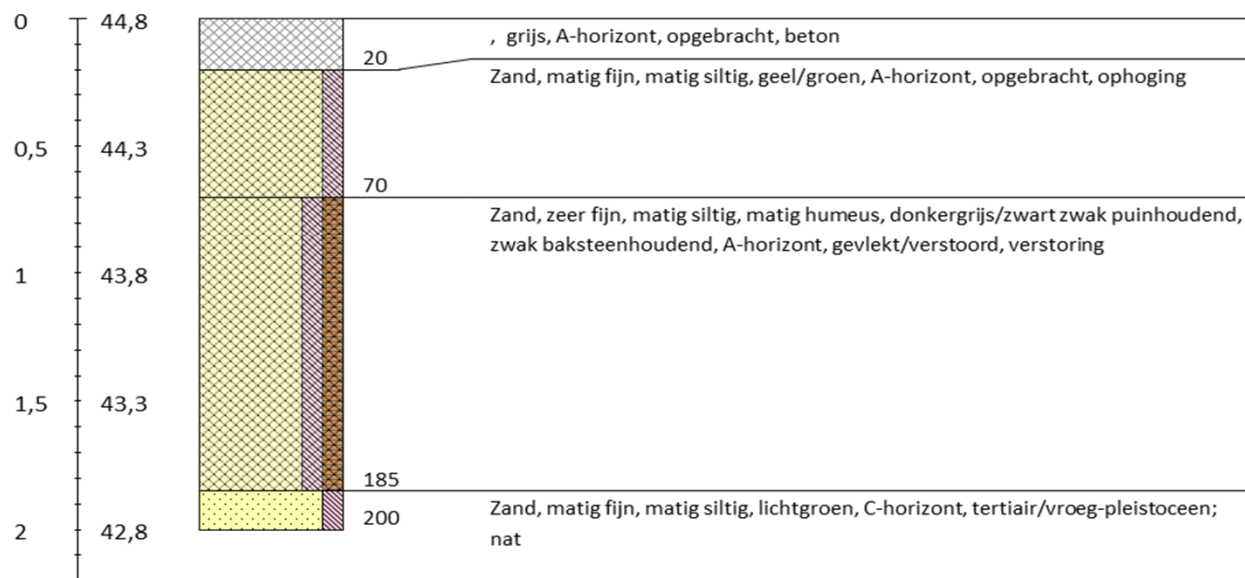 0 44,8
, grijs, A-horizont, opgebracht, beton
20
Zand, matig fijn, matig siltig, geel/groen, A-horizont, opgebracht, ophoging
0,5 44,3
70
Zand, zeer fijn, matig siltig, matig humeus, donkergrijs/zwart zwak puinhoudend,
zwak baksteenhoudend, A-horizont, gevlekt/verstoord, verstoring
1 43,8
1,5 43,3
185
Zand, matig fijn, matig siltig, lichtgroen, C-horizont, tertiair/vroeg-pleistoceen;
200
2 42,8
nat